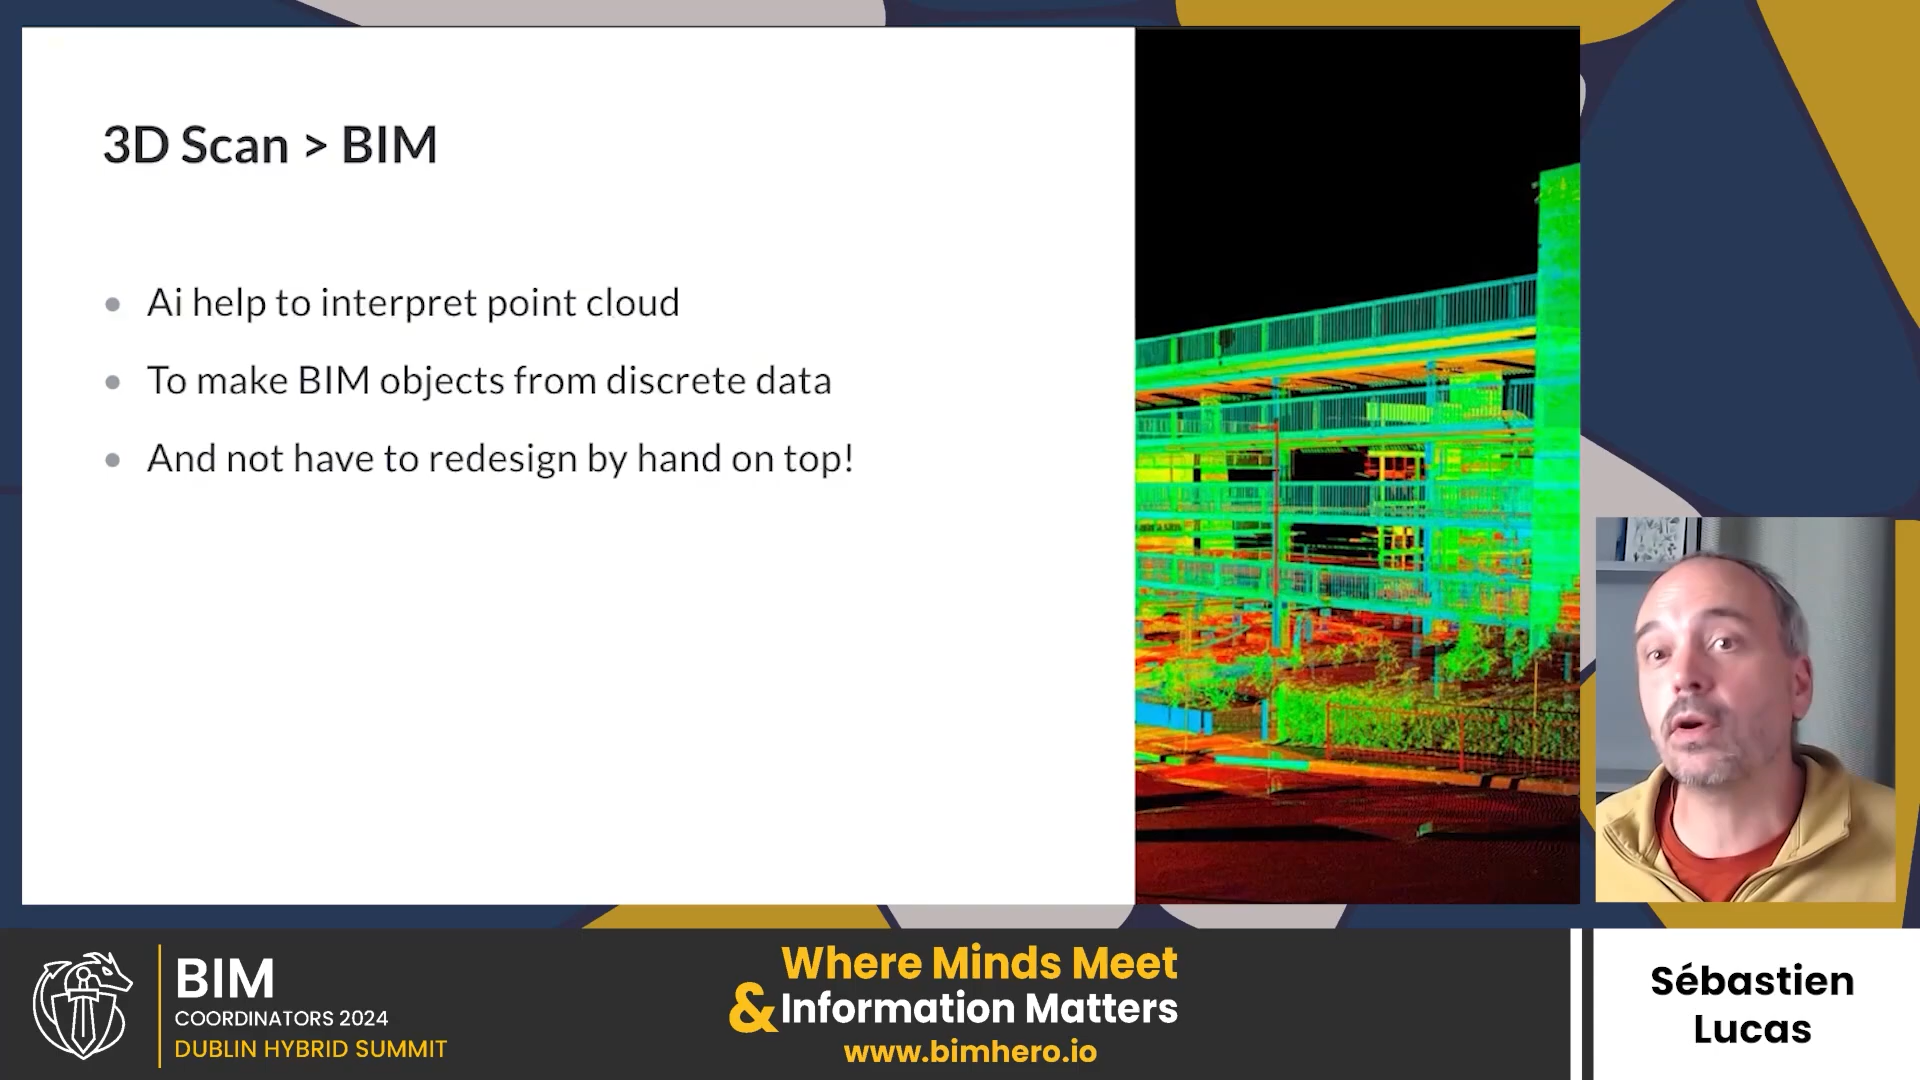 3D Scan > BIM
Ai help to interpret point cloud
To make BIM objects from discrete data
And not have to redesign by hand on top!
BIM
COORDINATORS 2024
DUBLIN HYBRID SUMMIT
Where Minds Meet
& Information Matters
www.bimhero.io
Sébastien
Lucas